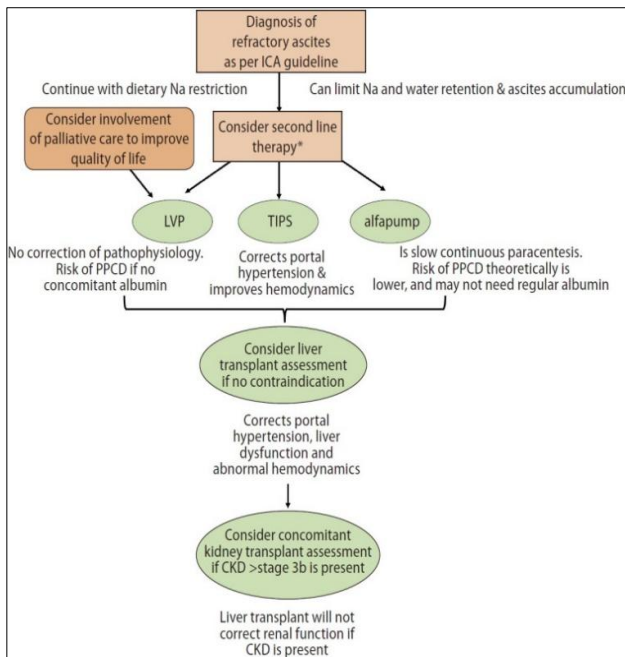 Diagnosis of
refractory ascites
as per ICA guideline
Continue with dietary Na restriction
Can limit Na and water retention & ascites accumulation
Consider involvement
of palliative care to improve
quality of life
Consider second line
therapy*
LVP
TIPS
alfapump
No correction of pathophysiology.
Risk of PPCD if no
concomitant albumin
Corrects portal
hypertension &
improves hemodynamics
Is slow continuous paracentesis.
Risk of PPCD theoretically is
lower, and may not need regular albumin
Consider liver
transplant assessment
if no contraindication
Corrects portal
hypertension, liver
dysfunction and
abnormal hemodynamics
Consider concomitant
kidney transplant assessment
if CKD >stage 3b is present
Liver transplant will not
correct renal function if
CKD is present